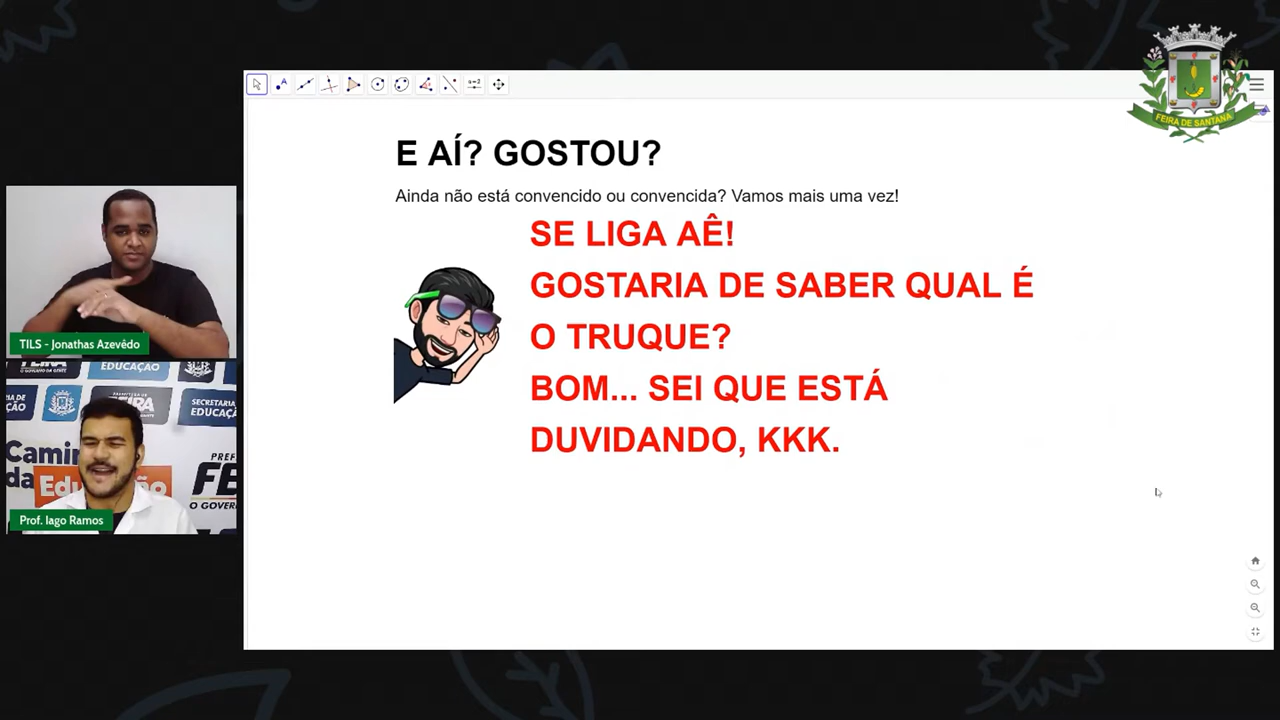 FEIRA DE SANTANA
a=2
E AÍ? GOSTOU?
Ainda não está convencido ou convencida? Vamos mais uma vez!
SE LIGA AÊ!
GOSTARIA DE SABER QUAL É
O TRUQUE?
BOM... SEI QUE ESTÁ
DUVIDANDO, KKK.
TILS - Jonathas Azevêdo
EDUCAÇÃO
SECRETARIA
EDUCAÇÃO
Prof. Iago Ramos